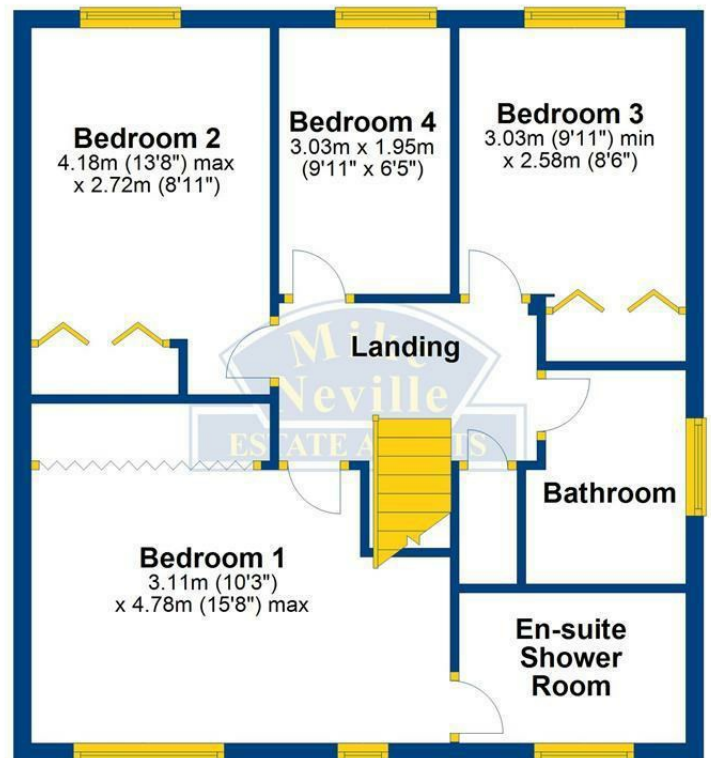 Bedroom 2
4.18m (13'8") max
x 2.72m (8'11")
Bedroom 4
3.03m x 1.95m
(9'11" x 6'5")
Bedroom 3
3.03m (9'11") min
x 2.58m (8'6")
Landing
Mike
Neville
ESTATE AGENTS
Bathroom
Bedroom 1
3.11m (10'3")
x 4.78m (15'8") max
En-suite
Shower
Room